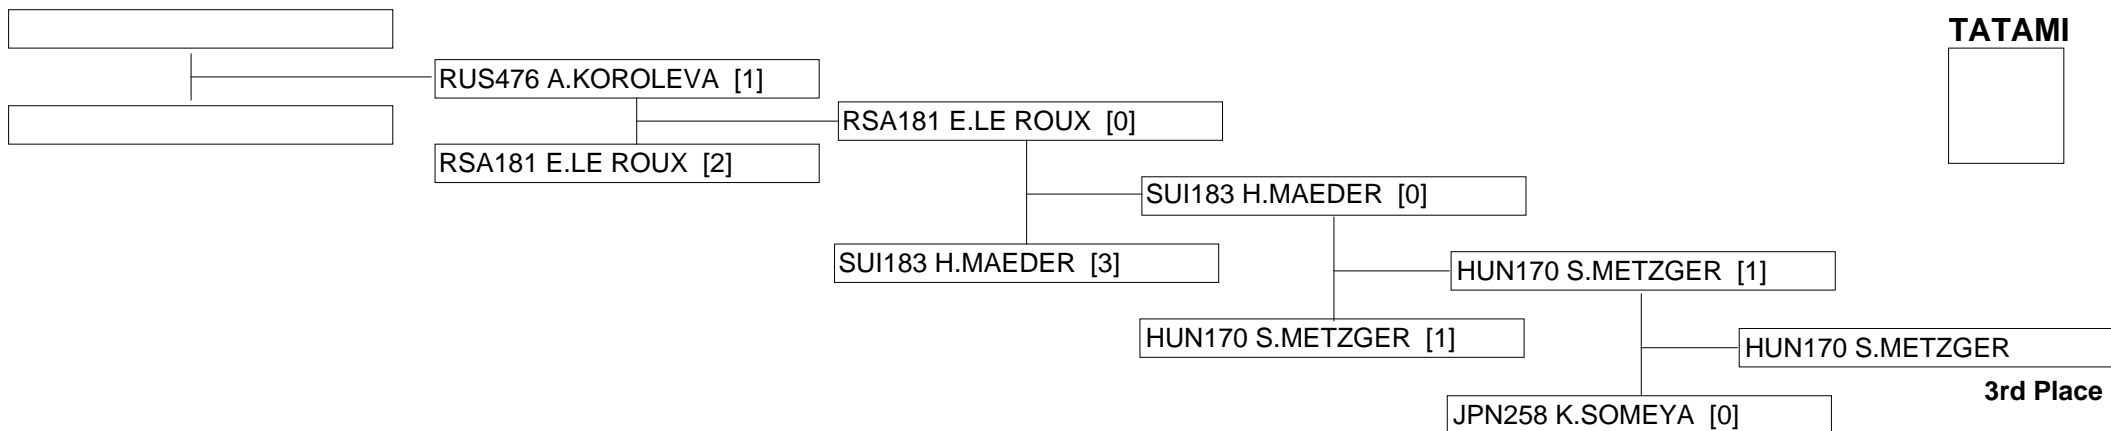 TATAMI
RUS476 A.KOROLEVA [1]
RSA181 E.LE ROUX [0]
RSA181 E.LE ROUX [2]
SUI183 H.MAEDER [0]
SUI183 H.MAEDER [3]
HUN170 S.METZGER [1]
HUN170 S.METZGER [1]
HUN170 S.METZGER
3rd Place
JPN258 K.SOMEYA [0]